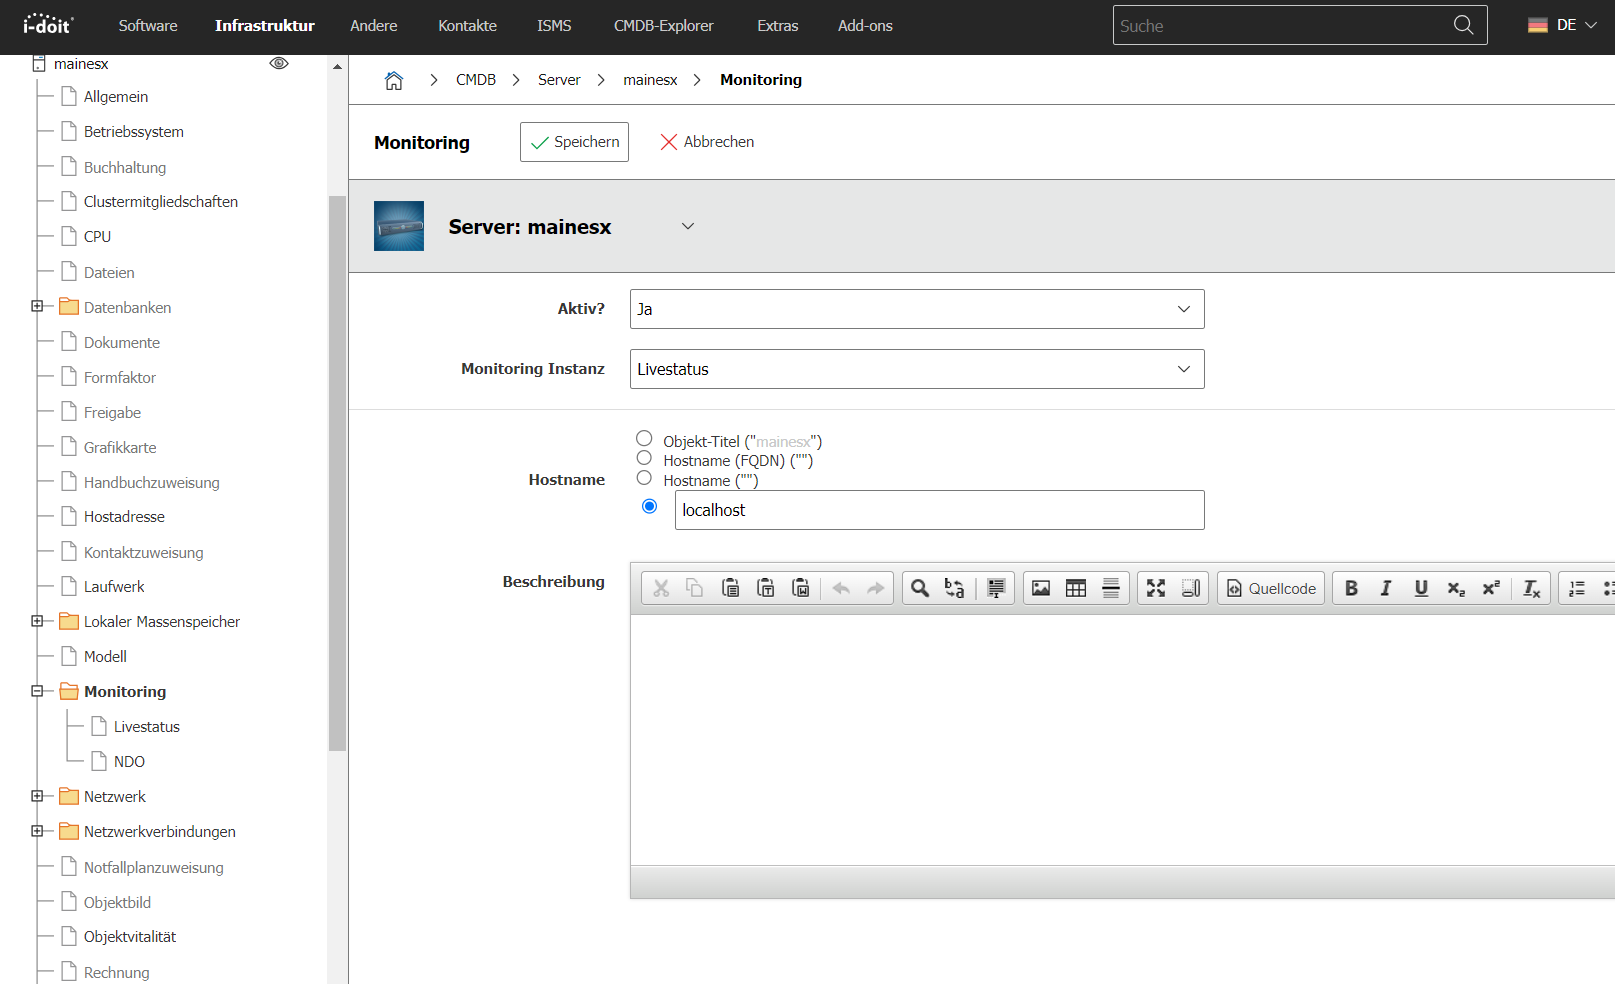 i-doit Software Infrastruktur Andere Kontakte ISMS CMDB-Explorer Extras Add-ons Suche DE
mainesx
Allgemein
Betriebssystem
Buchhaltung
Clustermitgliedschaften
CPU
Dateien
Datenbanken
Dokumente
Formfaktor
Freigabe
Grafikkarte
Handbuchzuweisung
Hostadresse
Kontaktzuweisung
Laufwerk
Lokaler Massenspeicher
Modell
Monitoring
Livestatus
NDO
Netzwerk
Netzwerkverbindungen
Notfallplanzuweisung
Objektbild
Objektvitalität
Rechnung
CMDB Server mainesx Monitoring
Monitoring Speichern Abbrechen
Server: mainesx
Aktiv? Ja
Monitoring Instanz Livestatus
Hostname
Objekt-Titel ("mainesx")
Hostname (FQDN) ("")
Hostname ("")
localhost
Beschreibung
Quellcode